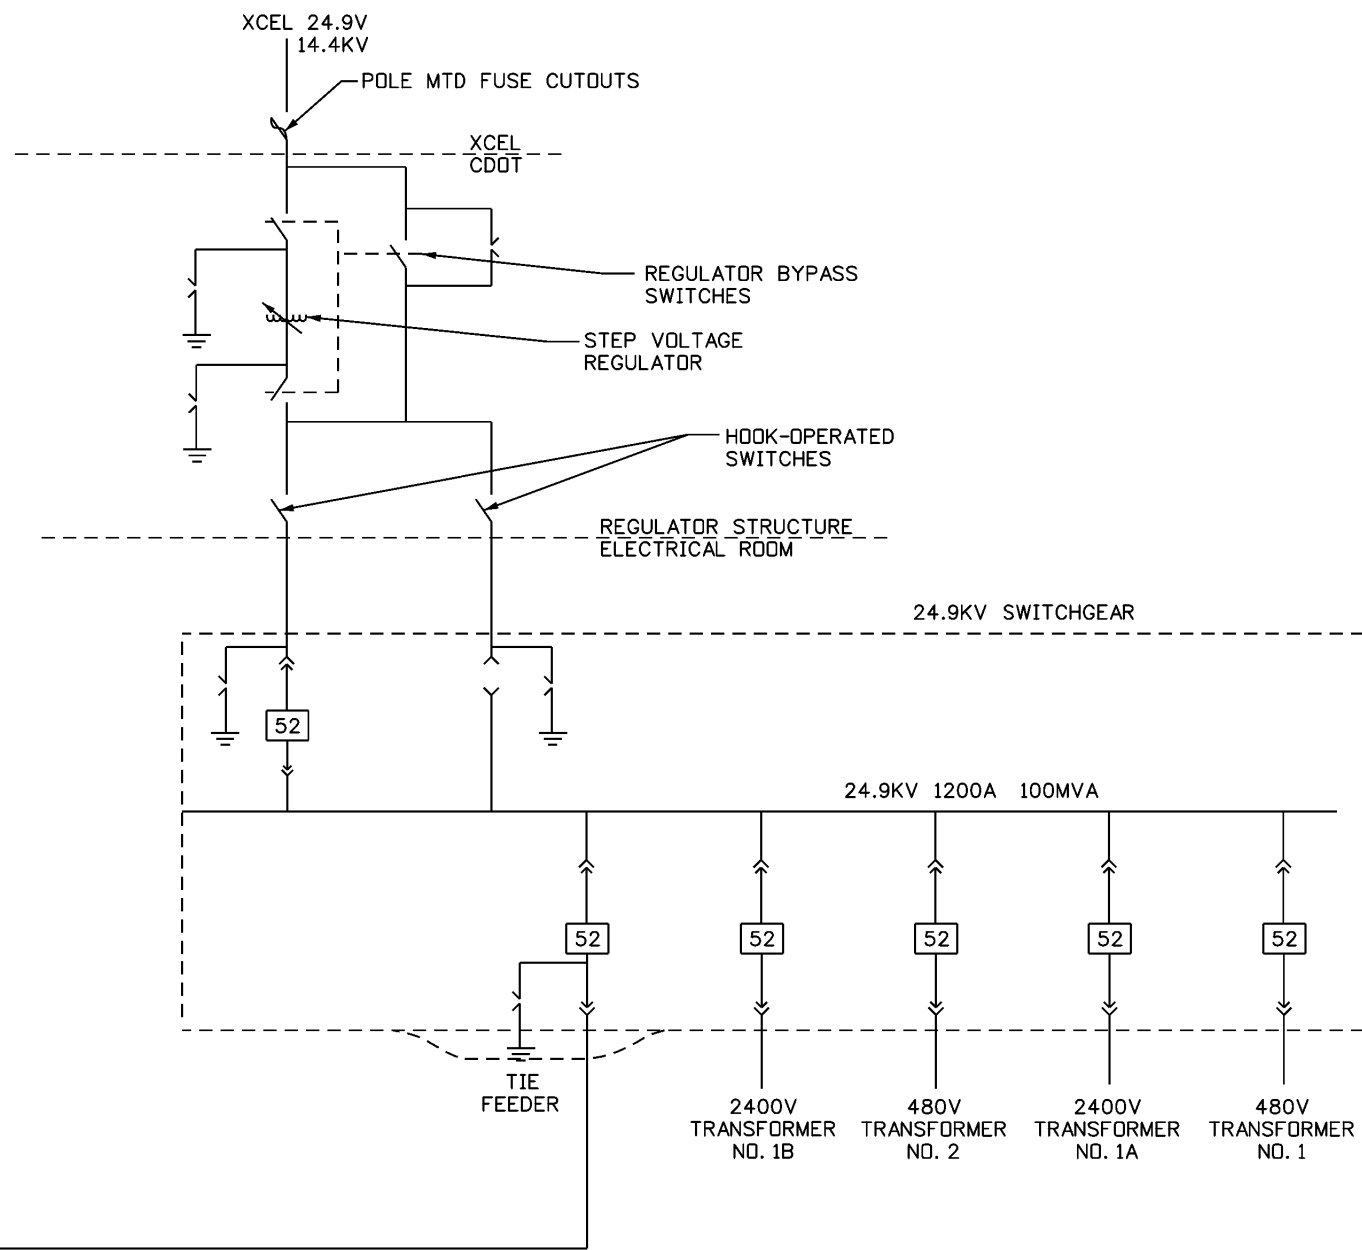 XCEL 24.9V
14.4KV
POLE MTD FUSE CUTOUTS
XCEL
CDOT
REGULATOR BYPASS
SWITCHES
STEP VOLTAGE
REGULATOR
HOOK-OPERATED
SWITCHES
REGULATOR STRUCTURE
ELECTRICAL ROOM
24.9KV SWITCHGEAR
52
24.9KV 1200A 100MVA
52
52
52
52
52
TIE
FEEDER
2400V
TRANSFORMER
NO. 1B
480V
TRANSFORMER
NO. 2
2400V
TRANSFORMER
NO. 1A
480V
TRANSFORMER
NO. 1